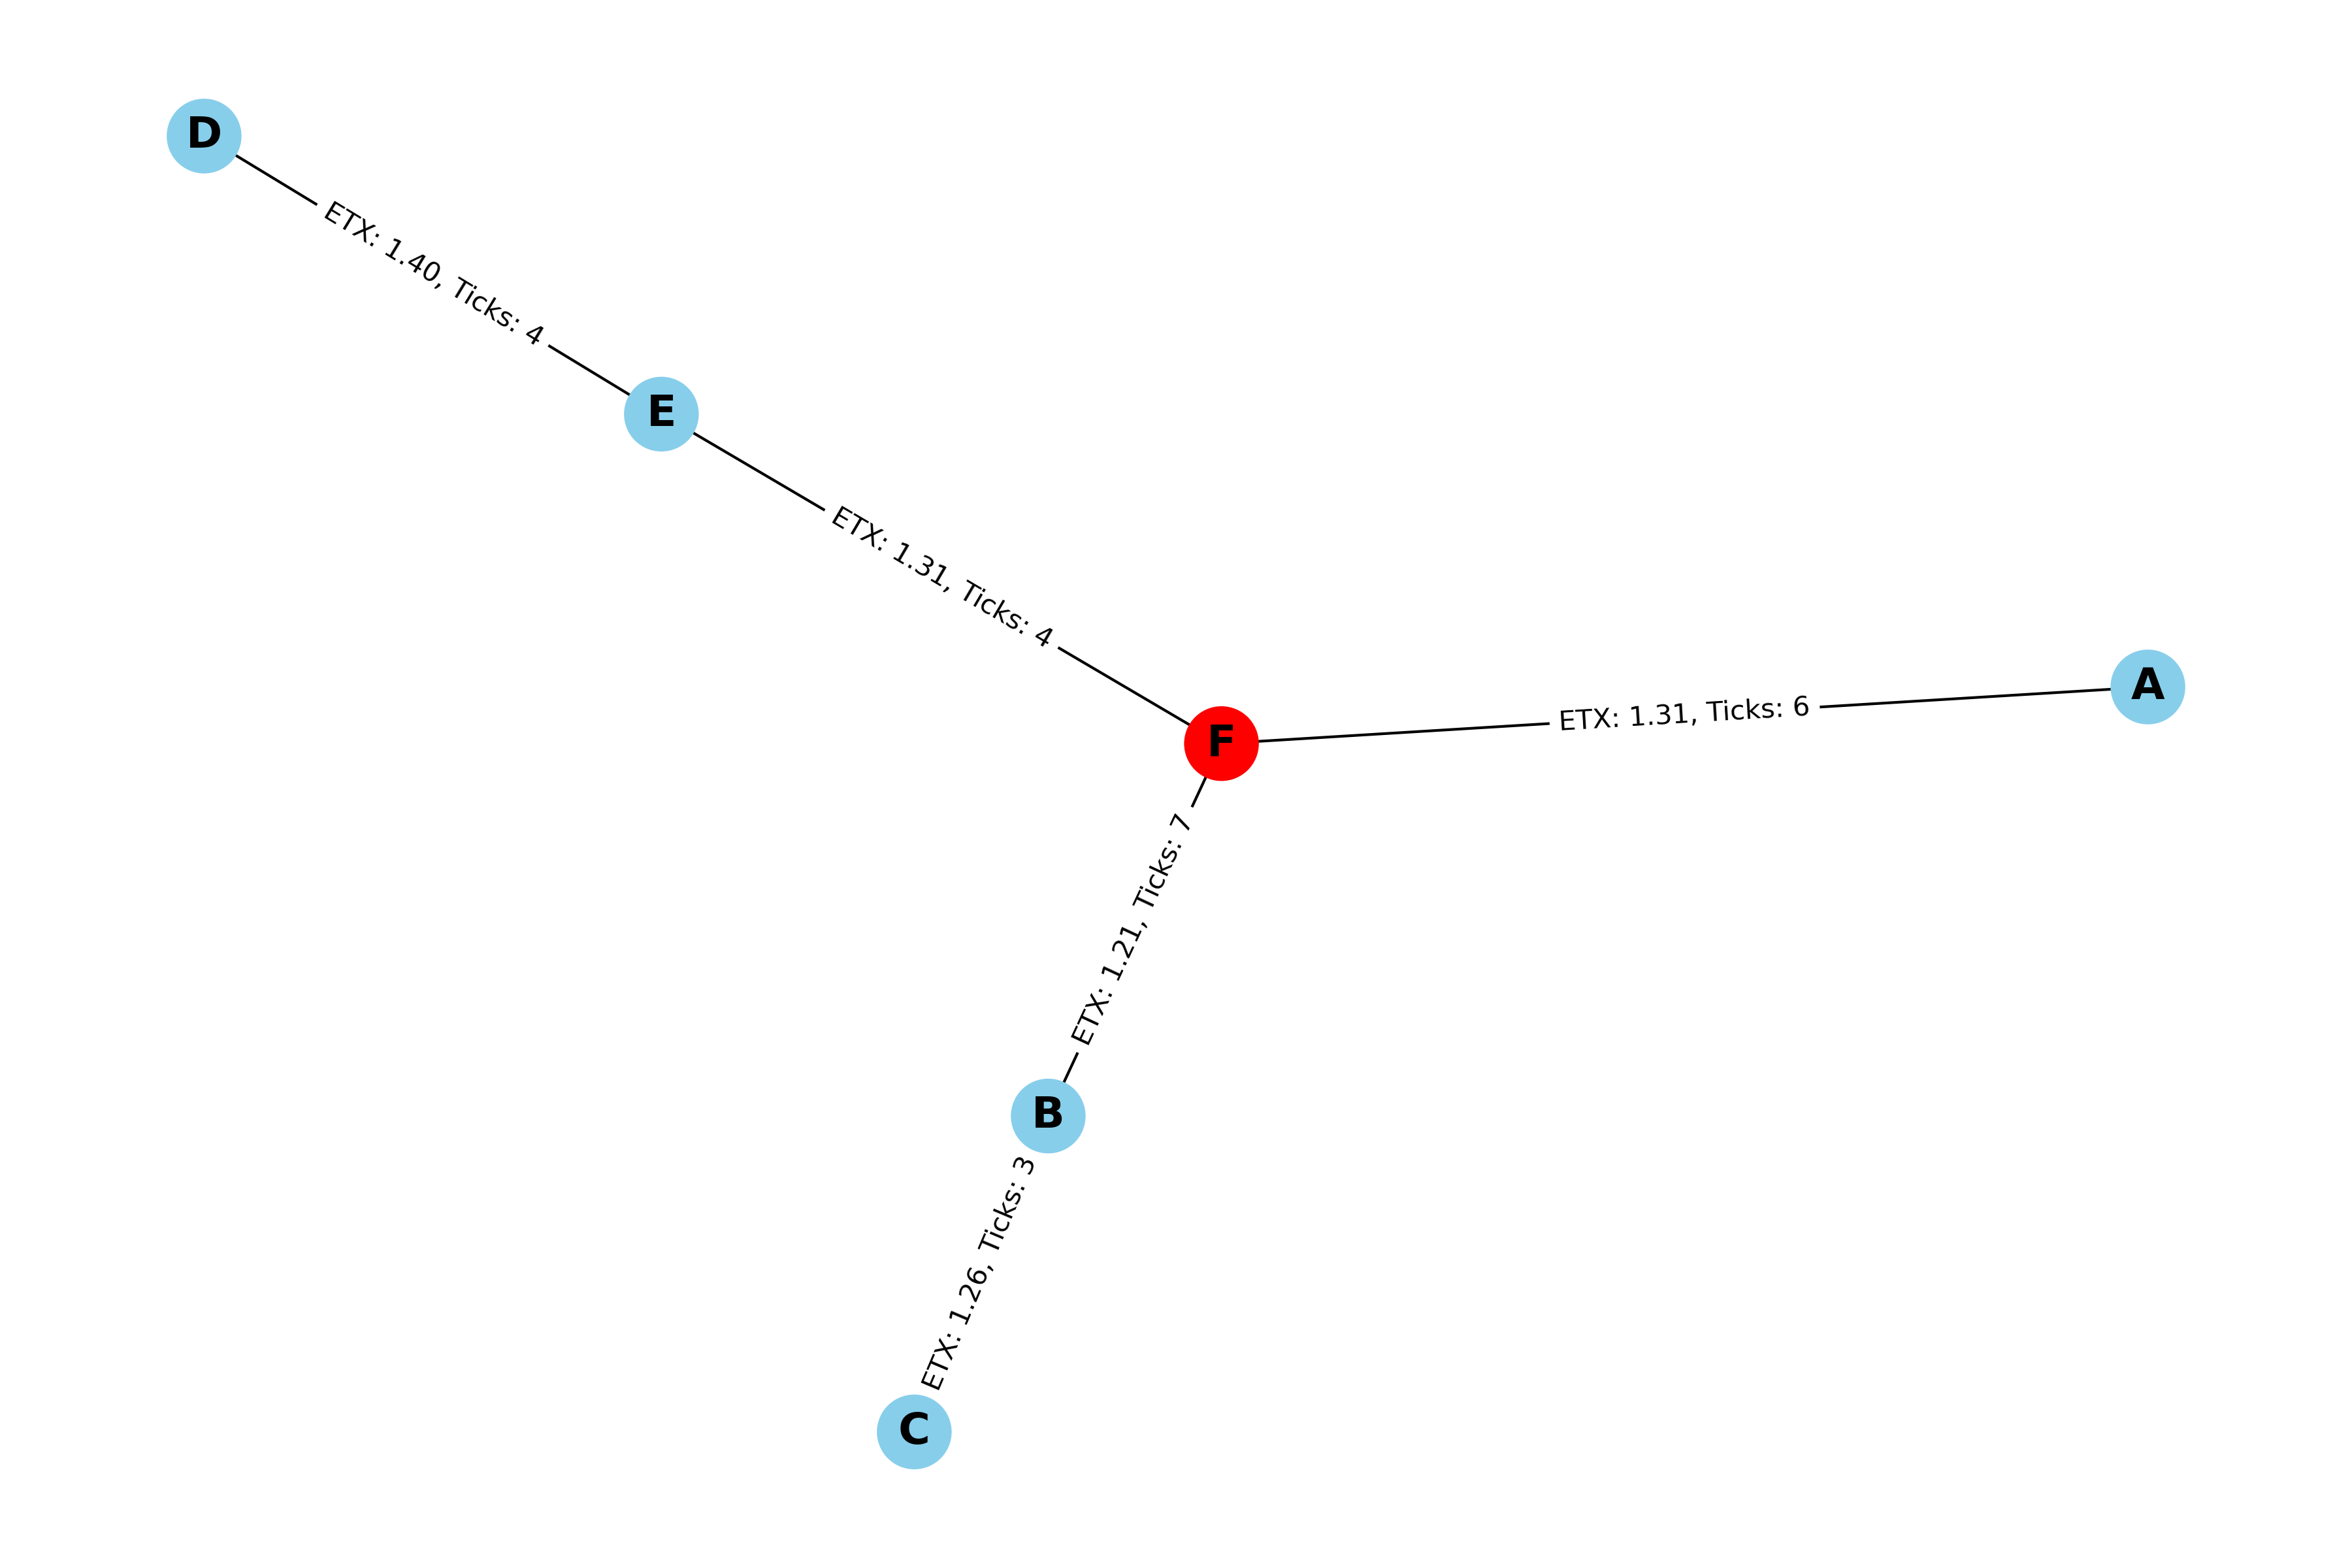 D
ETX: 1.40, Ticks: 4
E
ETX: 1.31, Ticks: 4
A
ETX: 1.31, Ticks: 6
F
ETX: 1.21, Ticks: 7
B
ETX: 1.26, Ticks: 3
C